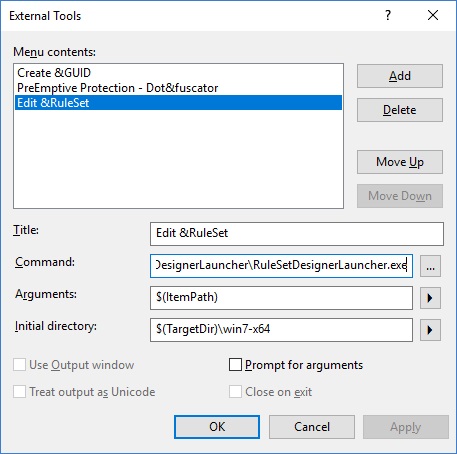 External Tools
?
Menu contents:
Create &GUID
PreEmptive Protection - Dot&fuscator
Edit &RuleSet
Add
Delete
Move Up
Move Down
Title:
Edit &RuleSet
Command:
DesignerLauncher\RuleSetDesignerLauncher.exe
...
Arguments:
$(ItemPath)
Initial directory:
$(TargetDir)\win7-x64
Use Output window
Prompt for arguments
Treat output as Unicode
Close on exit
OK
Cancel
Apply